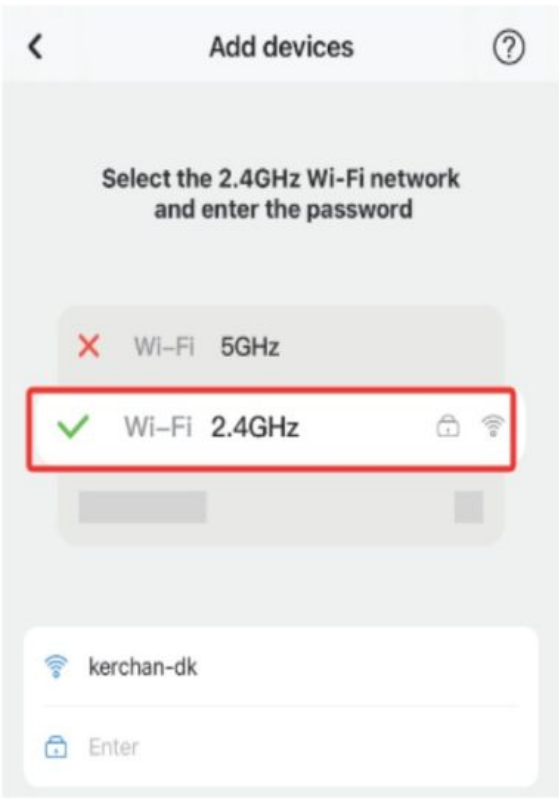 Add devices
Select the 2.4GHz Wi-Fi network
and enter the password
Wi-Fi 5GHz
Wi-Fi 2.4GHz
kerchan-dk
Enter